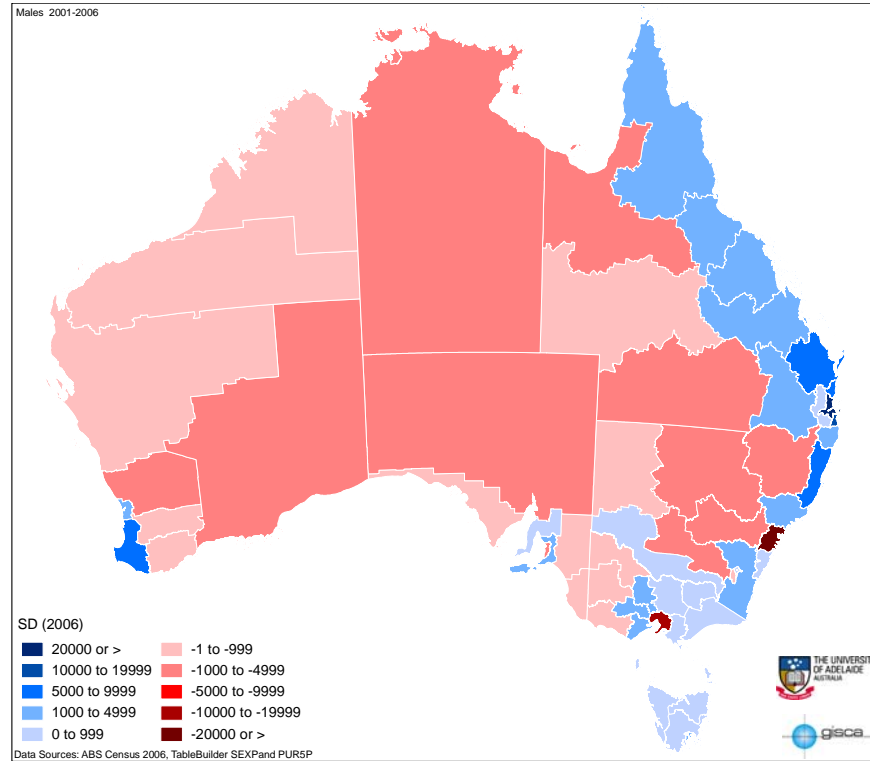 Males 2001-2006
SD (2006)
20000 or >
10000 to 19999
5000 to 9999
1000 to 4999
0 to 999
-1 to -999
-1000 to -4999
-5000 to -9999
-10000 to -19999
-20000 or >
THE UNIVERSITY
OF ADELAIDE
AUSTRALIA
gisca
Data Sources: ABS Census 2006, TableBuilder SEXPand PUR5P